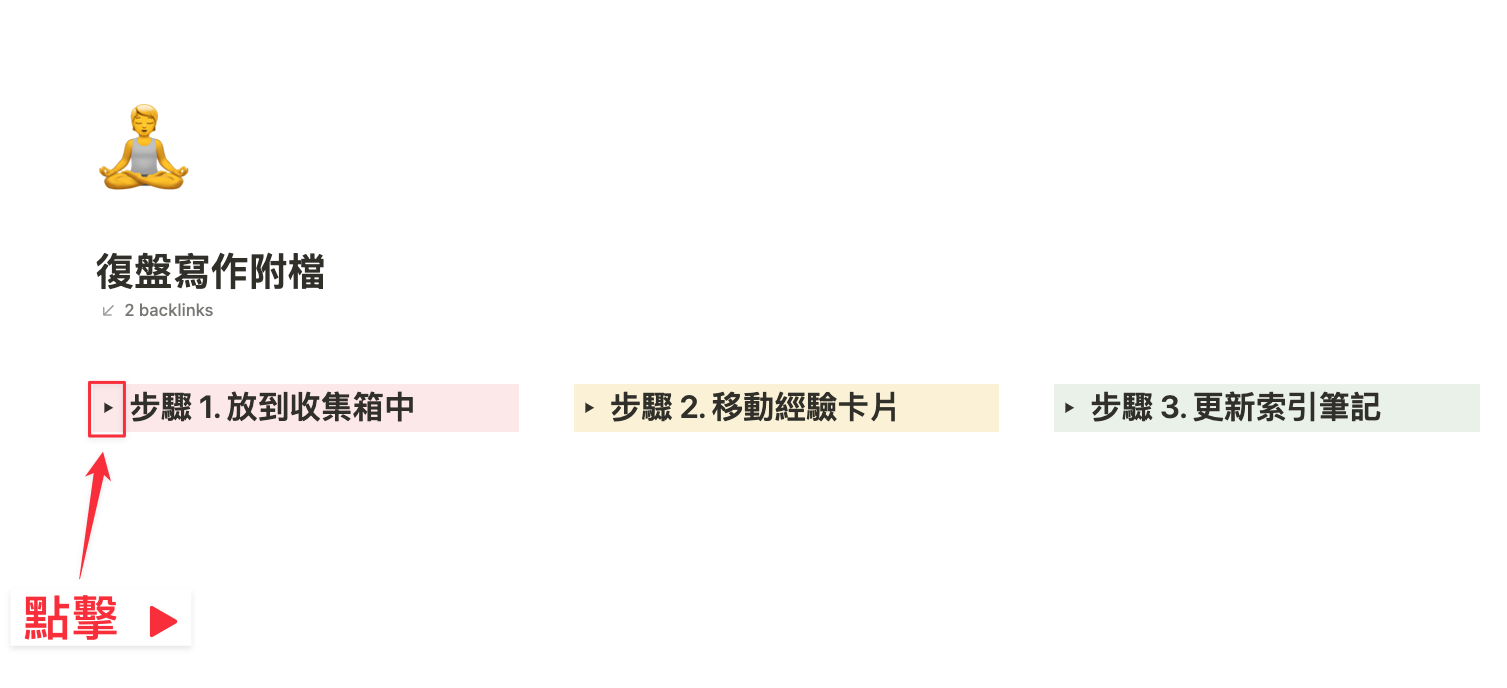 復盤寫作附檔
2 backlinks
步驟 1. 放到收集箱中
步驟 2. 移動經驗卡片
步驟 3. 更新索引筆記
點擊